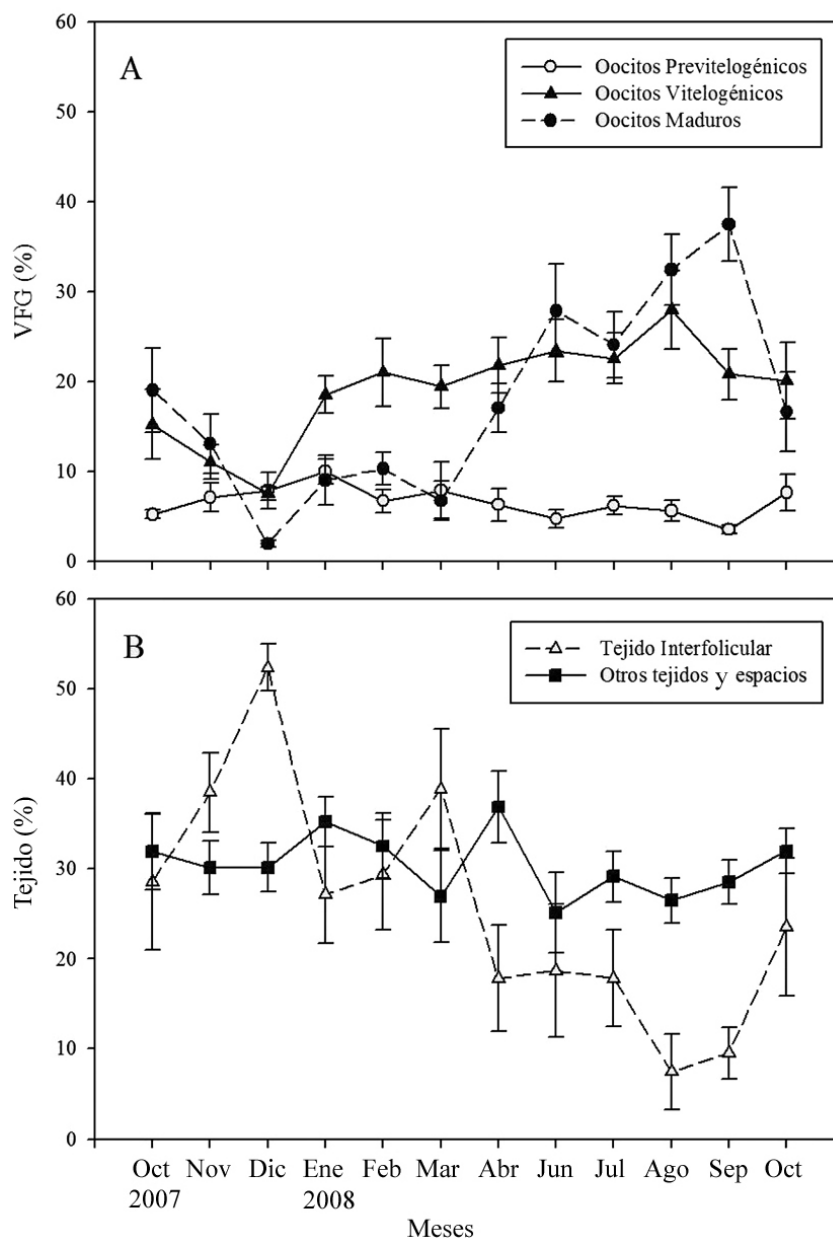 A
Oocitos Previtelogénicos
Oocitos Vitelogénicos
Oocitos Maduros
VFG (%)
60
50
40
30
20
10
0
B
Tejido Interfolicular
Otros tejidos y espacios
Tejido (%)
60
50
40
30
20
10
0
Oct Nov Dic Ene Feb Mar Abr Jun Jul Ago Sep Oct
2007 2008
Meses